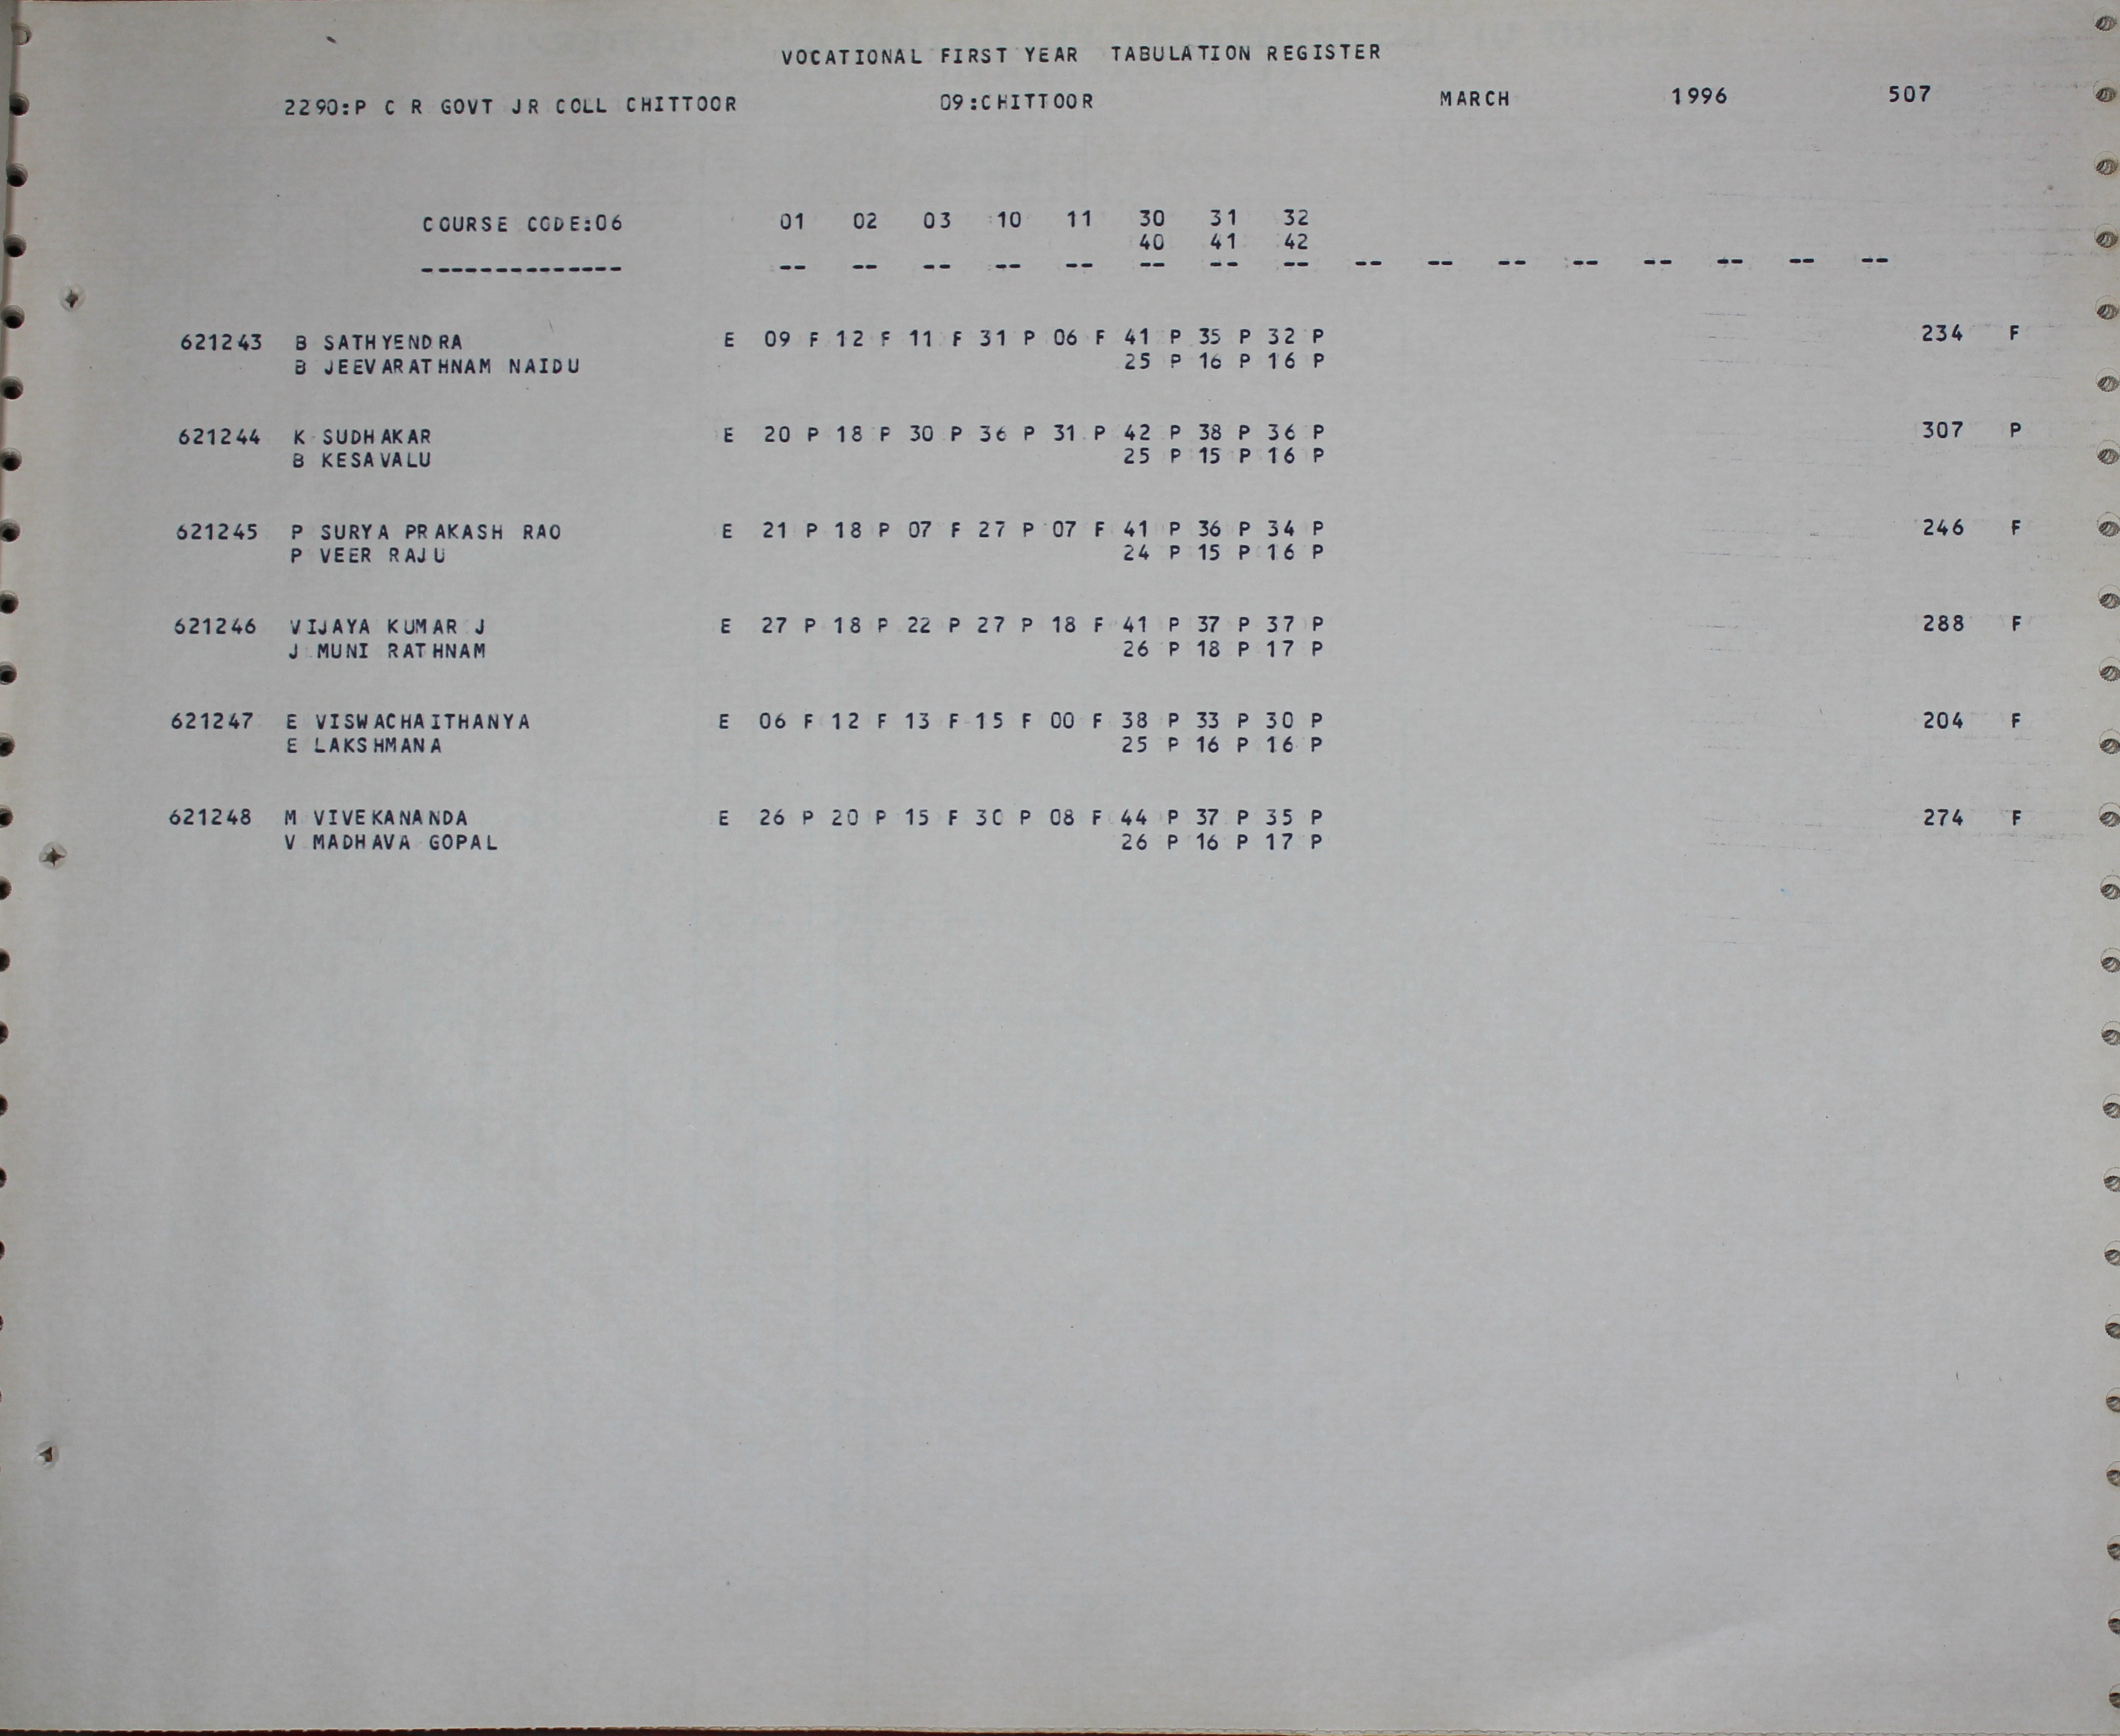 VOCATIONAL FIRST YEAR TABULATION REGISTER
2290:P C R GOVT JR COLL CHITTOOR 09:CHITTOOR MARCH 1996 507
COURSE CODE:06 01 02 03 10 11 30 31 32
40 41 42
-------------- -- -- -- -- -- -- -- -- -- -- -- -- -- -- -- --
621243 B SATHYENDRA E 09 F 12 F 11 F 31 P 06 F 41 P 35 P 32 P 234 F
B JEEVARATHNAM NAIDU 25 P 16 P 16 P
621244 K SUDHAKAR E 20 P 18 P 30 P 36 P 31 P 42 P 38 P 36 P 307 P
B KESAVALU 25 P 15 P 16 P
621245 P SURYA PRAKASH RAO E 21 P 18 P 07 F 27 P 07 F 41 P 36 P 34 P 246 F
P VEER RAJU 24 P 15 P 16 P
621246 VIJAYA KUMAR J E 27 P 18 P 22 P 27 P 18 F 41 P 37 P 37 P 288 F
J MUNI RATHNAM 26 P 18 P 17 P
621247 E VISWACHAITHANYA E 06 F 12 F 13 F 15 F 00 F 38 P 33 P 30 P 204 F
E LAKSHMANA 25 P 16 P 16 P
621248 M VIVEKANANDA E 26 P 20 P 15 F 30 P 08 F 44 P 37 P 35 P 274 F
V MADHAVA GOPAL 26 P 16 P 17 P